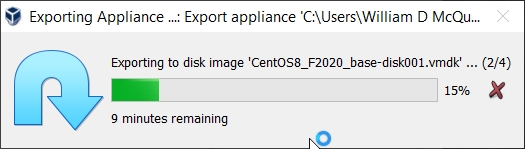 Exporting Appliance ...: Export appliance 'C:\Users\William D McQu...
Exporting to disk image 'CentOS8_F2020_base-disk001.vmdk' ... (2/4)
15%
9 minutes remaining